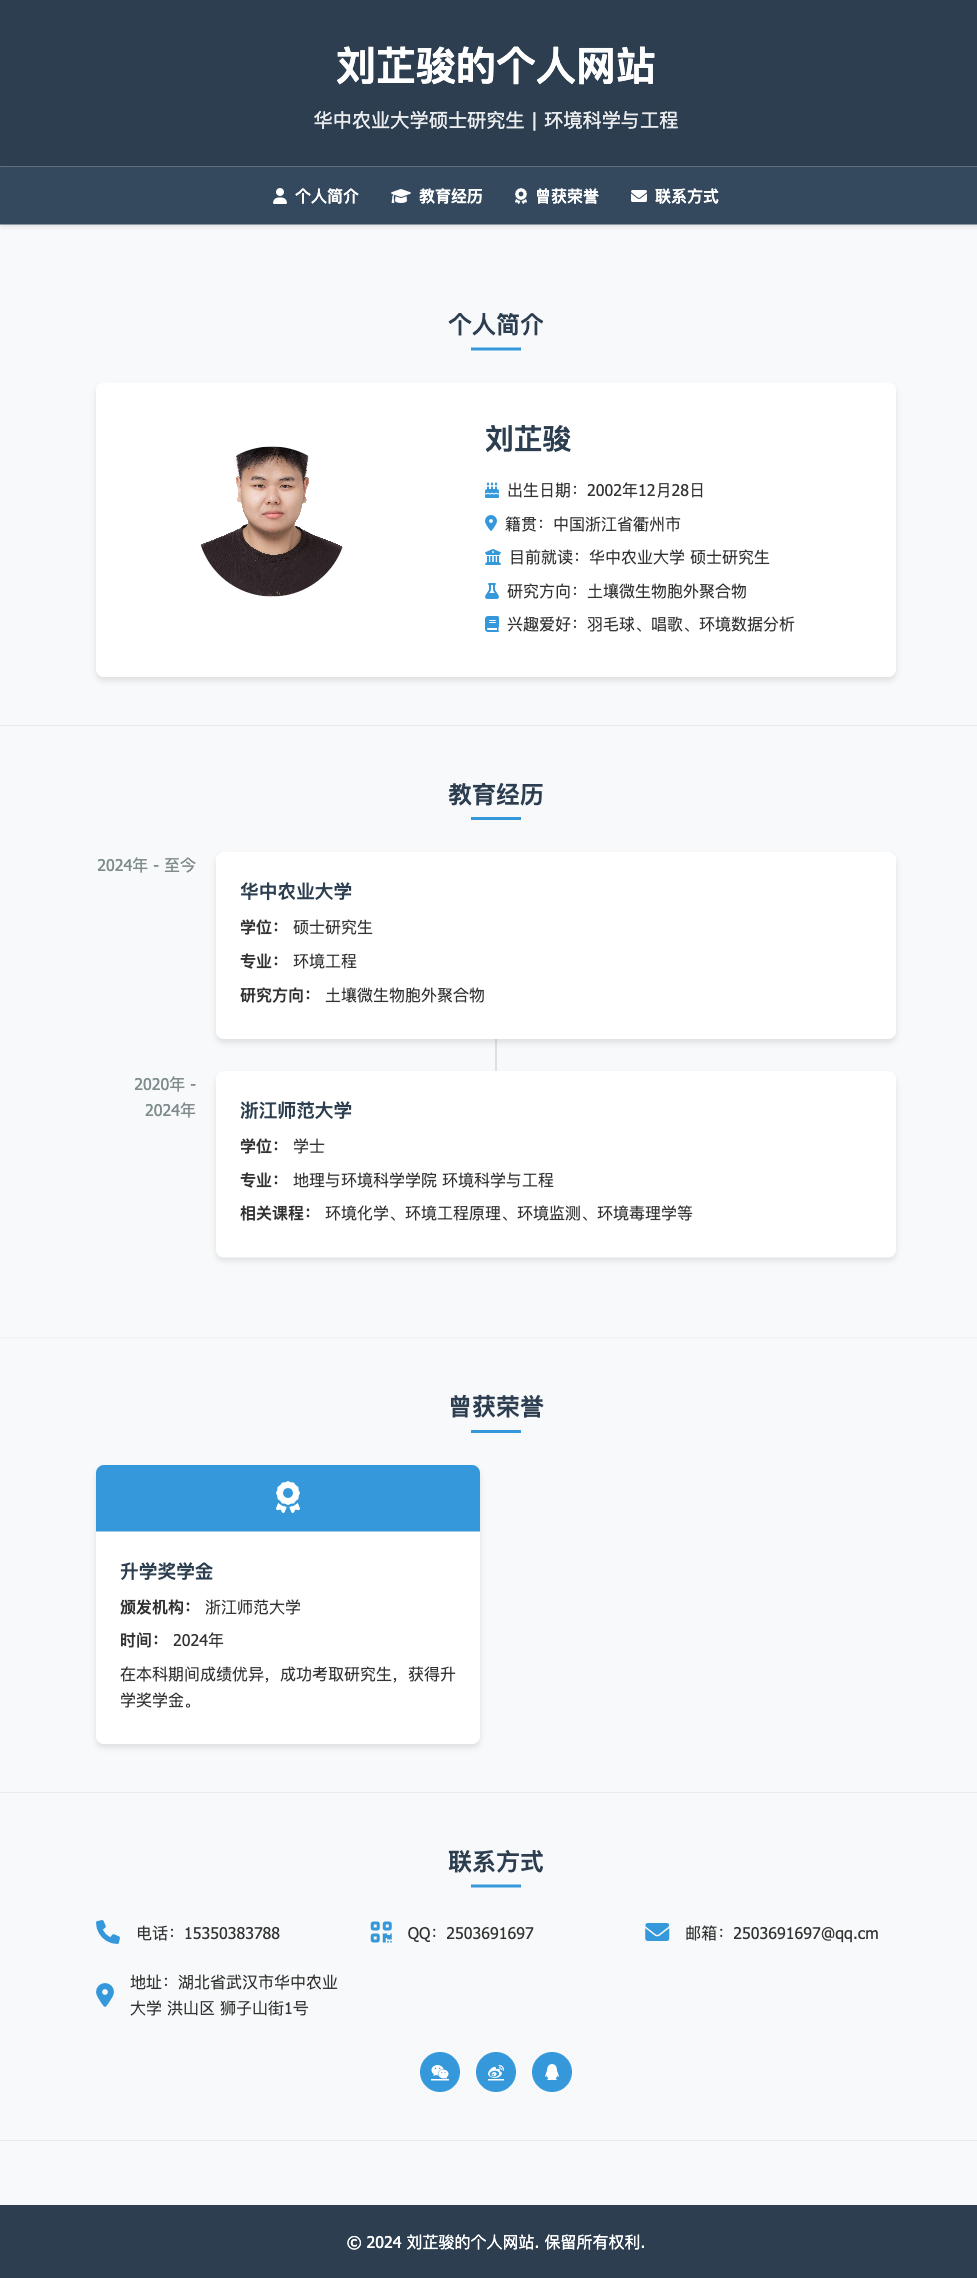 刘芷骏的个人网站
华中农业大学硕士研究生 | 环境科学与工程
个人简介 教育经历 曾获荣誉 联系方式
个人简介
刘芷骏
出生日期：2002年12月28日
籍贯：中国浙江省衢州市
目前就读：华中农业大学 硕士研究生
研究方向：土壤微生物胞外聚合物
兴趣爱好：羽毛球、唱歌、环境数据分析
教育经历
2024年 - 至今
华中农业大学
学位： 硕士研究生
专业： 环境工程
研究方向： 土壤微生物胞外聚合物
2020年 -
2024年
浙江师范大学
学位： 学士
专业： 地理与环境科学学院 环境科学与工程
相关课程： 环境化学、环境工程原理、环境监测、环境毒理学等
曾获荣誉
升学奖学金
颁发机构： 浙江师范大学
时间： 2024年
在本科期间成绩优异，成功考取研究生，获得升
学奖学金。
联系方式
电话：15350383788
QQ：2503691697
邮箱：2503691697@qq.cm
地址：湖北省武汉市华中农业
大学 洪山区 狮子山街1号
© 2024 刘芷骏的个人网站. 保留所有权利.